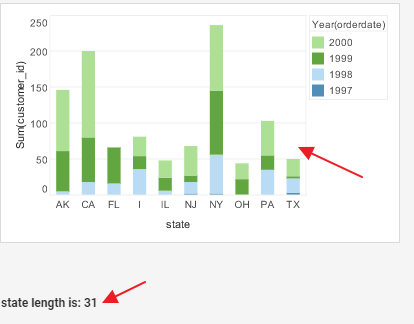 Year(orderdate)
2000
1999
1998
1997
Sum(customer_id)
250
200
150
100
50
0
AK CA FL I IL NJ NY OH PA TX
state
state length is: 31